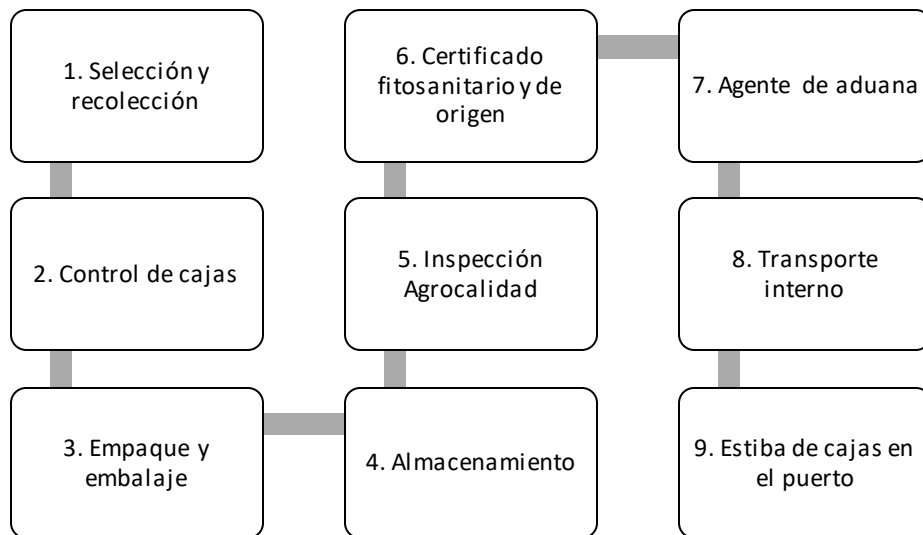 1. Selección y
recolección
2. Control de cajas
3. Empaque y
embalaje
4. Almacenamiento
5. Inspección
Agrocalidad
6. Certificado
fitosanitario y de
origen
7. Agente de aduana
8. Transporte
interno
9. Estiba de cajas en
el puerto